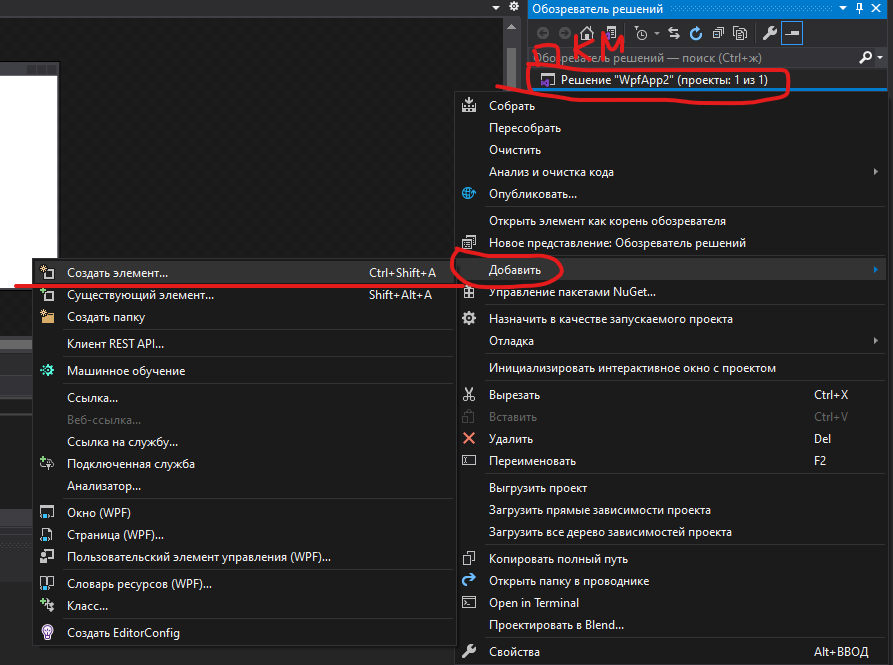 Обозреватель решений
ПКМ
Обозреватель решений — поиск (Ctrl+ж)
Решение "WpfApp2" (проекты: 1 из 1)
Собрать
Пересобрать
Очистить
Анализ и очистка кода
Опубликовать...
Открыть элемент как корень обозревателя
Новое представление: Обозреватель решений
Добавить
Управление пакетами NuGet...
Назначить в качестве запускаемого проекта
Отладка
Инициализировать интерактивное окно с проектом
Вырезать Ctrl+X
Вставить Ctrl+V
Удалить Del
Переименовать F2
Выгрузить проект
Загрузить прямые зависимости проекта
Загрузить все дерево зависимостей проекта
Копировать полный путь
Открыть папку в проводнике
Open in Terminal
Проектировать в Blend...
Свойства Alt+ВВОД
Создать элемент... Ctrl+Shift+A
Существующий элемент... Shift+Alt+A
Создать папку
Клиент REST API...
Машинное обучение
Ссылка...
Веб-ссылка...
Ссылка на службу...
Подключенная служба
Анализатор...
Окно (WPF)
Страница (WPF)...
Пользовательский элемент управления (WPF)...
Словарь ресурсов (WPF)...
Класс...
Создать EditorConfig